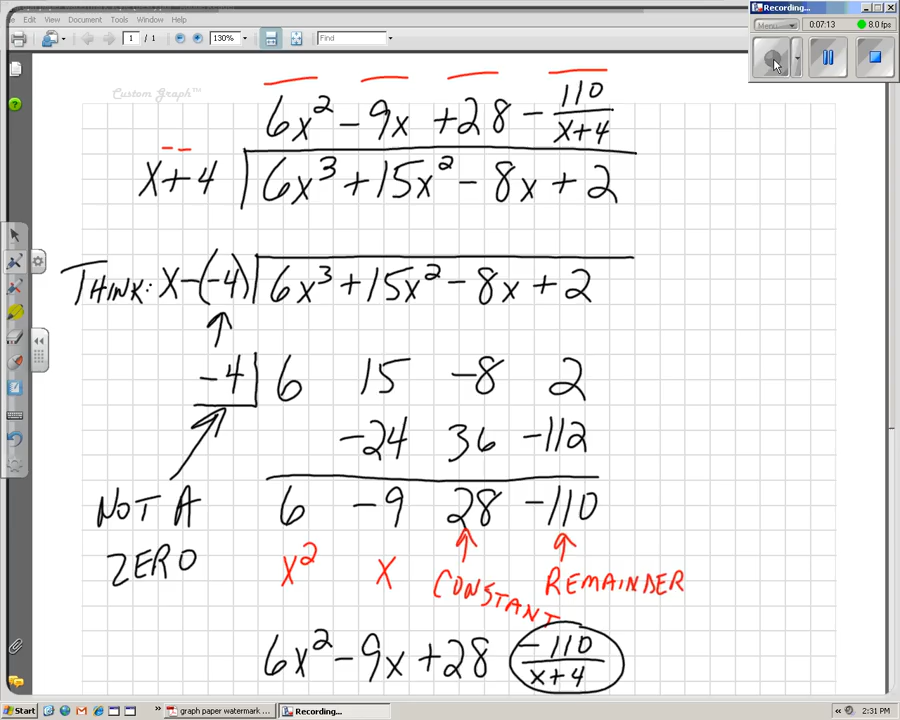 Recording...
File Edit View Document Tools Window Help
Menu 0:07:13 8.0 fps
1 / 1 130% Find
Custom Graph™
6x² - 9x + 28 - 110/(x+4)
x+4 6x³ + 15x² - 8x + 2
THINK: x-(-4) 6x³ + 15x² - 8x + 2
-4 6 15 -8 2
-24 36 -112
6 -9 28 -110
NOT A
ZERO
x² x CONSTANT REMAINDER
6x² - 9x + 28 -110/(x+4)
Start graph paper watermark ... Recording... 2:31 PM